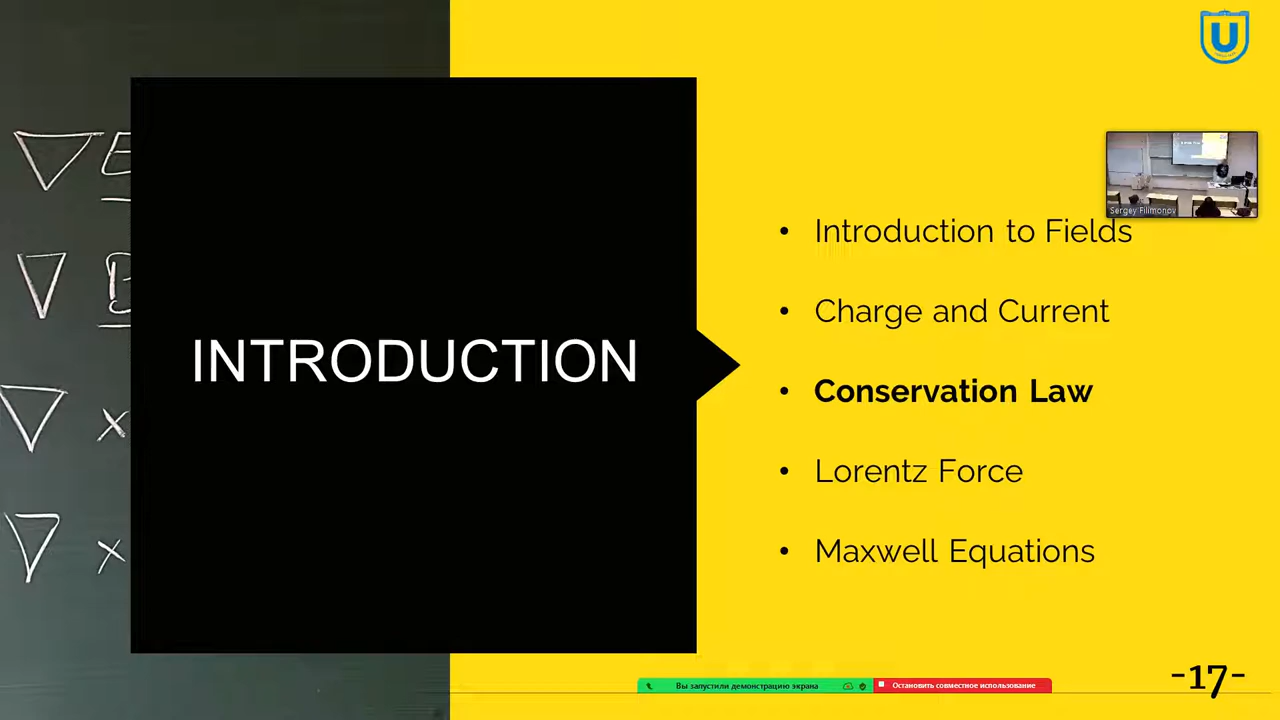 U
∇ E
∇ B
∇ ×
∇ ×
INTRODUCTION
Sergey Filimonov
• Introduction to Fields
• Charge and Current
• Conservation Law
• Lorentz Force
• Maxwell Equations
Вы запустили демонстрацию экрана
Остановить совместное использование
-17-